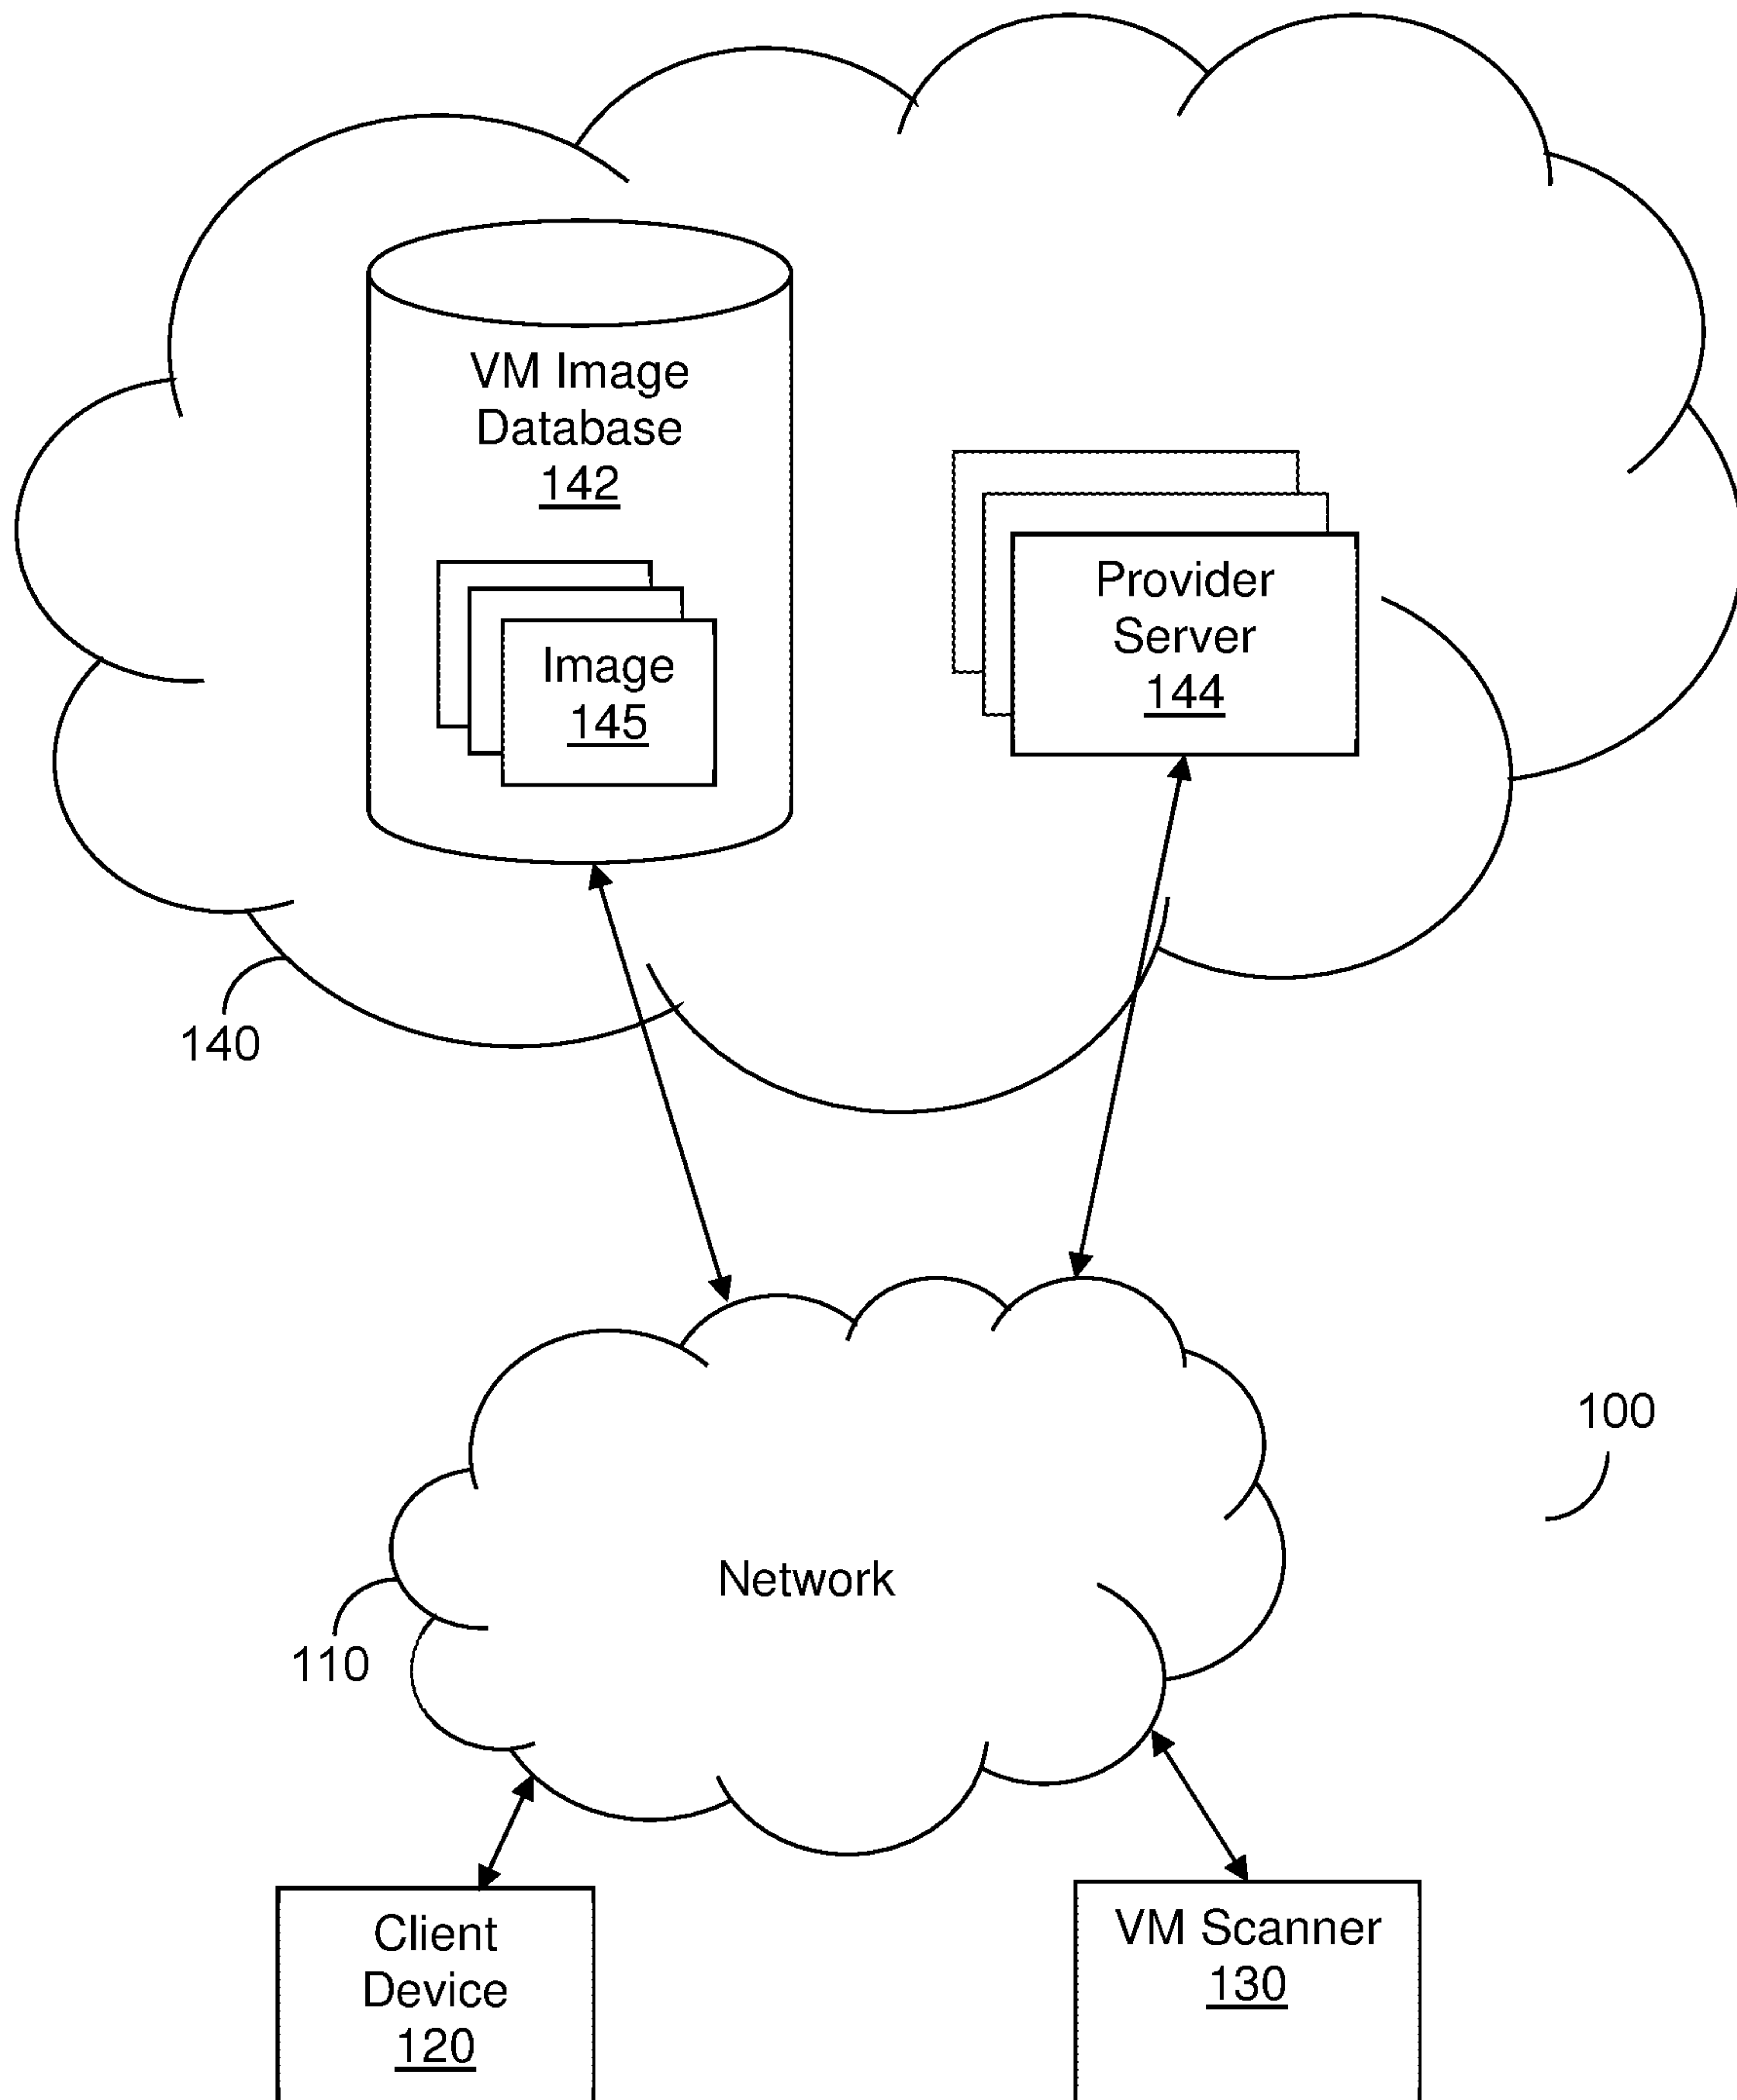 VM Image
Database
142
Image
145
Provider
Server
144
140
100
Network
110
Client
Device
120
VM Scanner
130